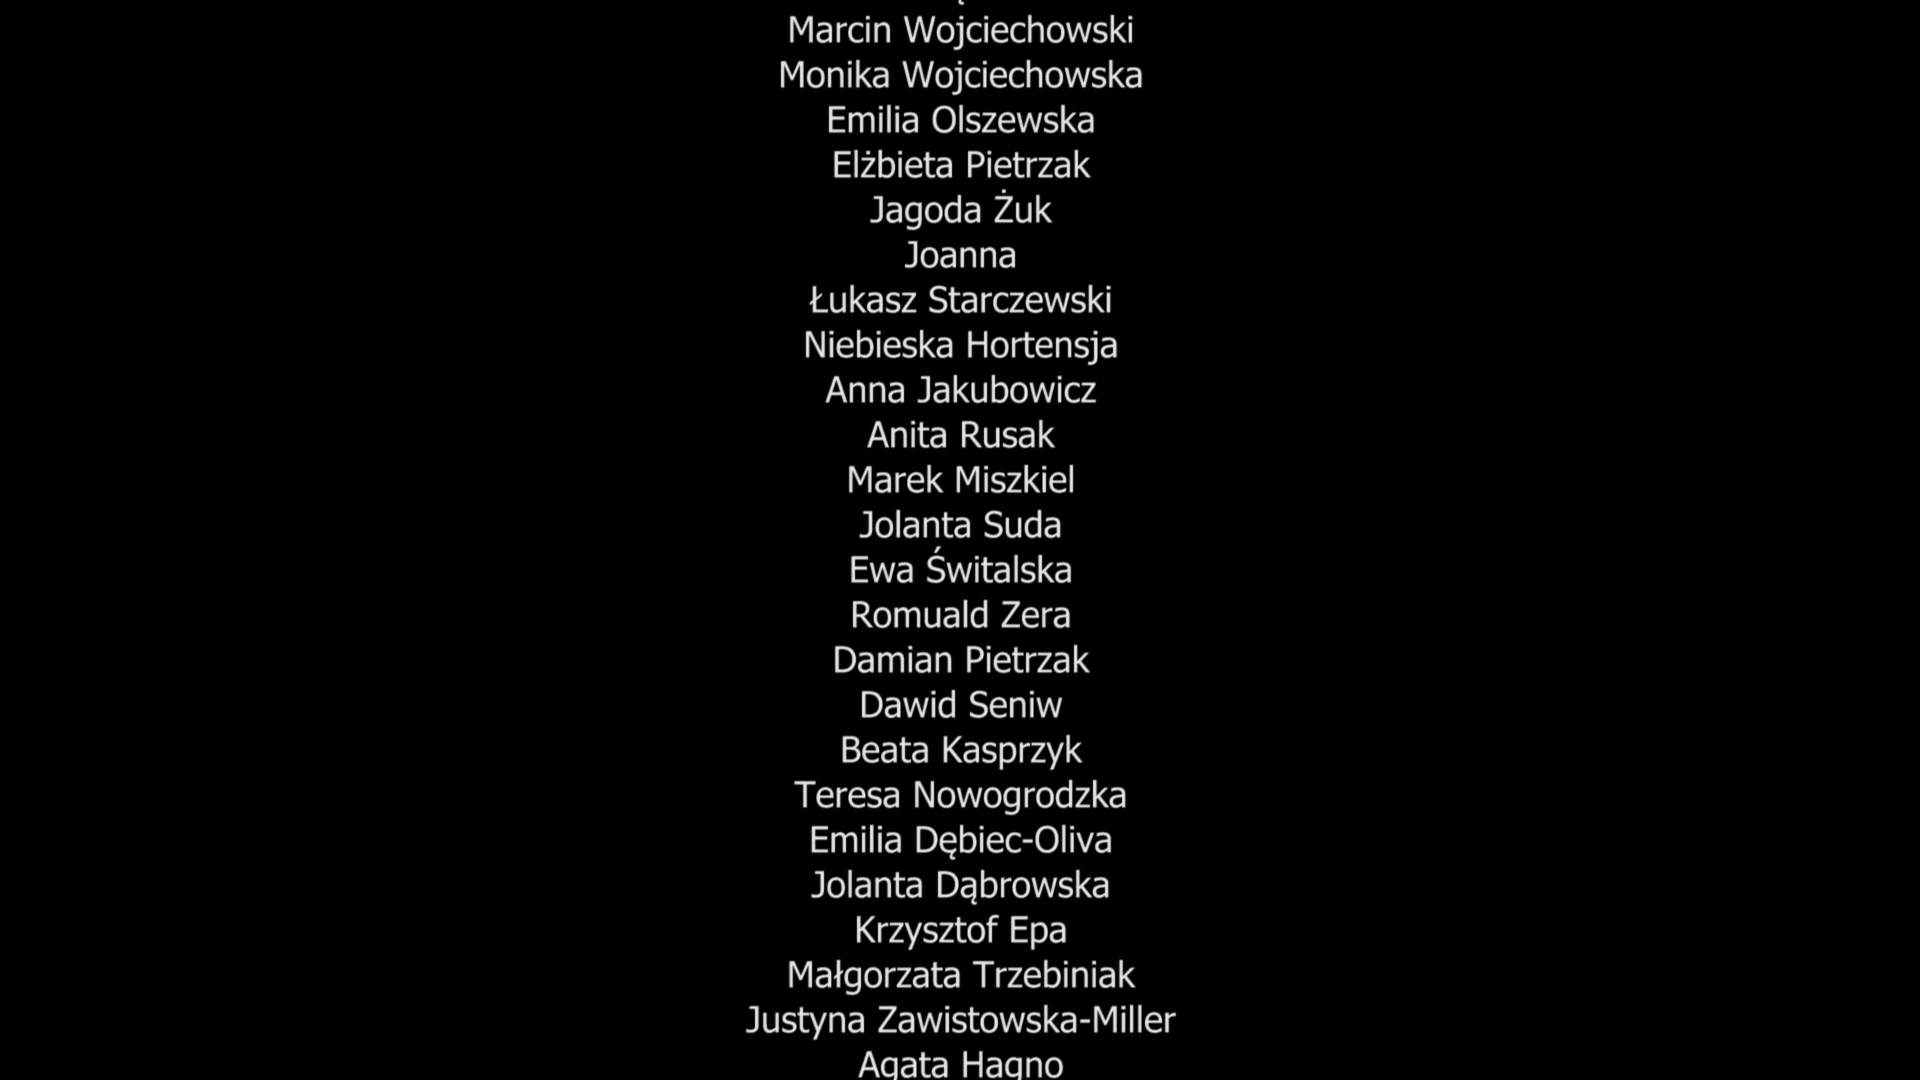 Marcin Wojciechowski
Monika Wojciechowska
Emilia Olszewska
Elżbieta Pietrzak
Jagoda Żuk
Joanna
Łukasz Starczewski
Niebieska Hortensja
Anna Jakubowicz
Anita Rusak
Marek Miszkiel
Jolanta Suda
Ewa Świtalska
Romuald Zera
Damian Pietrzak
Dawid Seniw
Beata Kasprzyk
Teresa Nowogrodzka
Emilia Dębiec-Oliva
Jolanta Dąbrowska
Krzysztof Epa
Małgorzata Trzebiniak
Justyna Zawistowska-Miller
Agata Hagno